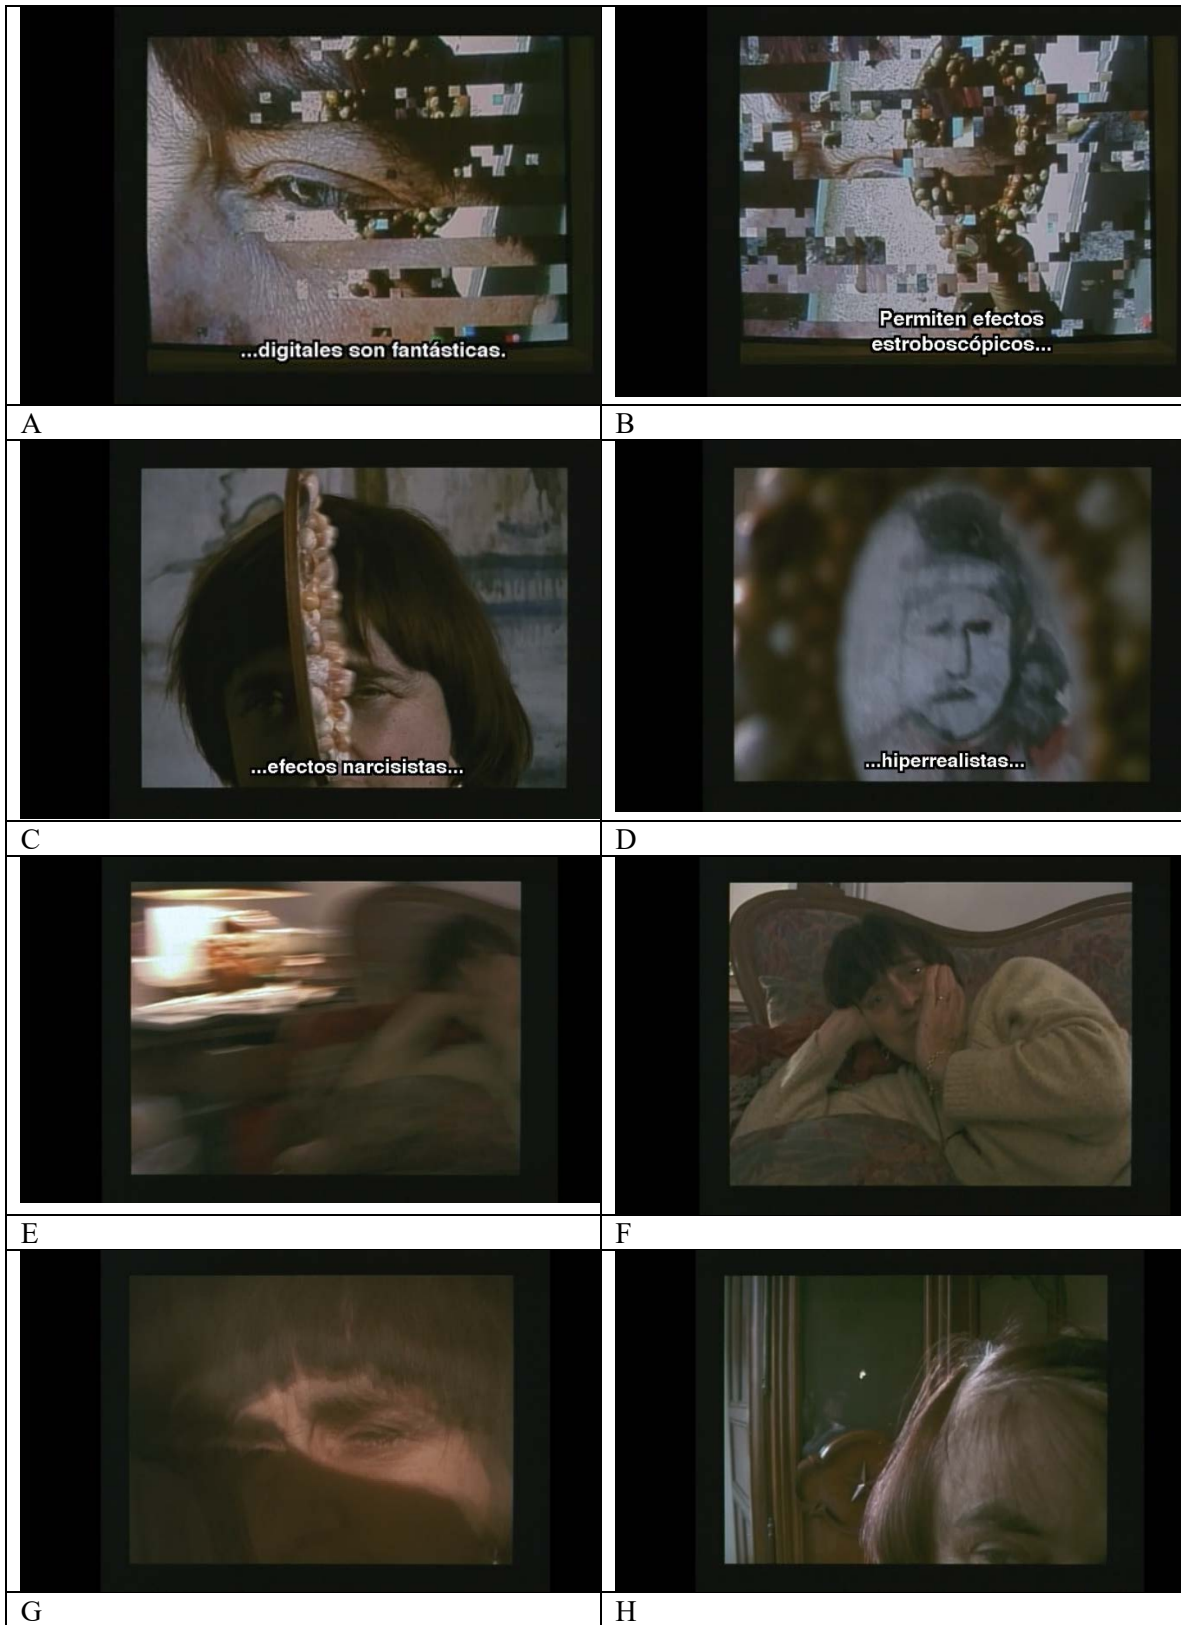 ...digitales son fantásticas.
Permiten efectos
estroboscópicos...
A
B
...efectos narcisistas...
...hiperrealistas...
C
D
E
F
G
H